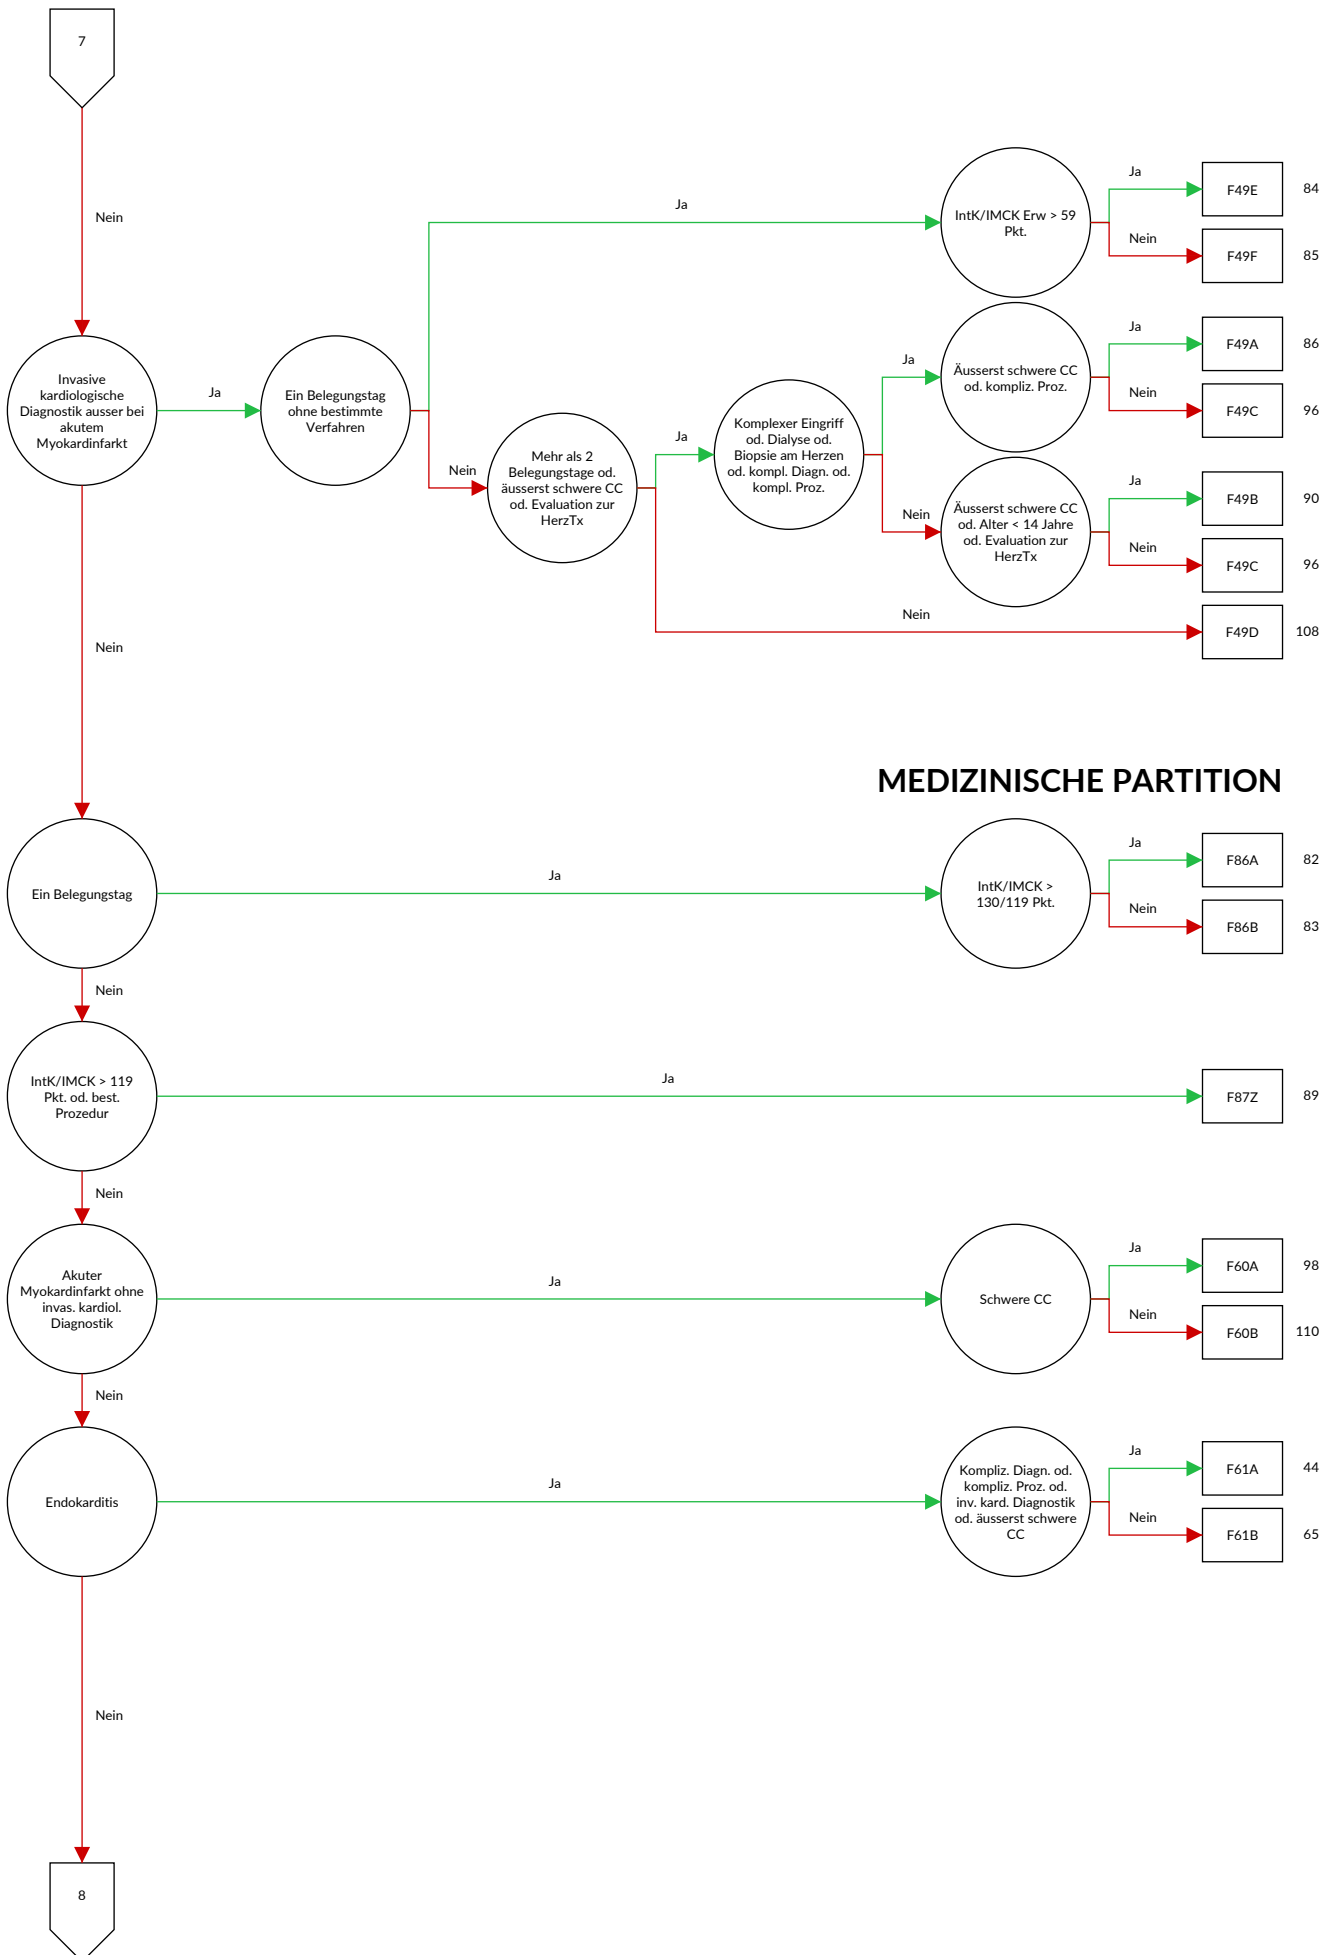 7
Nein
Invasive
kardiologische
Diagnostik ausser bei
akutem
Myokardinfarkt
Ja
Ein Belegungstag
ohne bestimmte
Verfahren
Ja
IntK/IMCK Erw > 59
Pkt.
Ja
F49E
84
Nein
F49F
85
Nein
Mehr als 2
Belegungstage od.
äusserst schwere CC
od. Evaluation zur
HerzTx
Ja
Komplexer Eingriff
od. Dialyse od.
Biopsie am Herzen
od. kompl. Diagn. od.
kompl. Proz.
Ja
Äusserst schwere CC
od. kompliz. Proz.
Ja
F49A
86
Nein
F49C
96
Nein
Äusserst schwere CC
od. Alter < 14 Jahre
od. Evaluation zur
HerzTx
Ja
F49B
90
Nein
F49C
96
Nein
F49D
108
Nein
MEDIZINISCHE PARTITION
Ein Belegungstag
Ja
IntK/IMCK >
130/119 Pkt.
Ja
F86A
82
Nein
F86B
83
Nein
IntK/IMCK > 119
Pkt. od. best.
Prozedur
Ja
F87Z
89
Nein
Akuter
Myokardinfarkt ohne
invas. kardiol.
Diagnostik
Ja
Schwere CC
Ja
F60A
98
Nein
F60B
110
Nein
Endokarditis
Ja
Kompliz. Diagn. od.
kompliz. Proz. od.
inv. kard. Diagnostik
od. äusserst schwere
CC
Ja
F61A
44
Nein
F61B
65
Nein
8